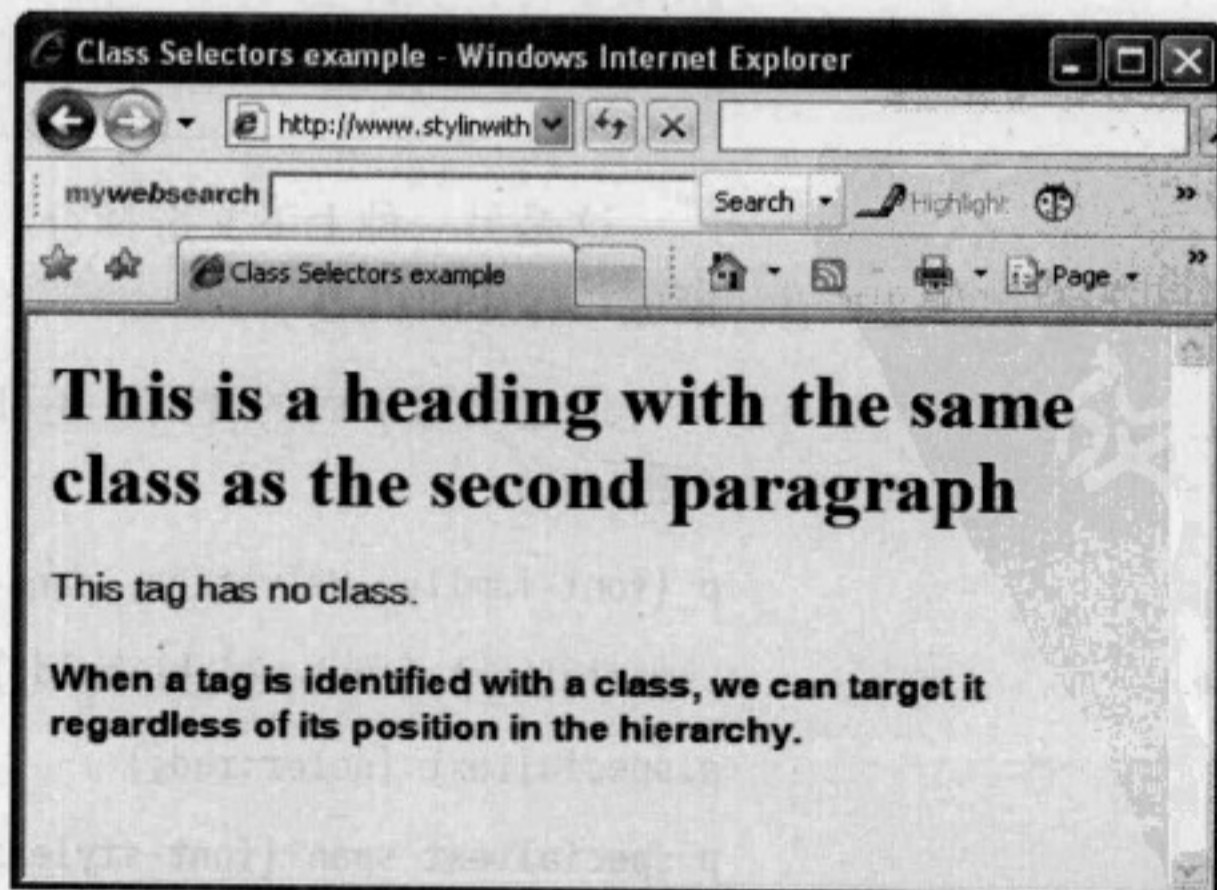 Class Selectors example - Windows Internet Explorer
http://www.stylinwith
mywebsearch Search Highlight
Class Selectors example Page
This is a heading with the same
class as the second paragraph
This tag has no class.
When a tag is identified with a class, we can target it
regardless of its position in the hierarchy.